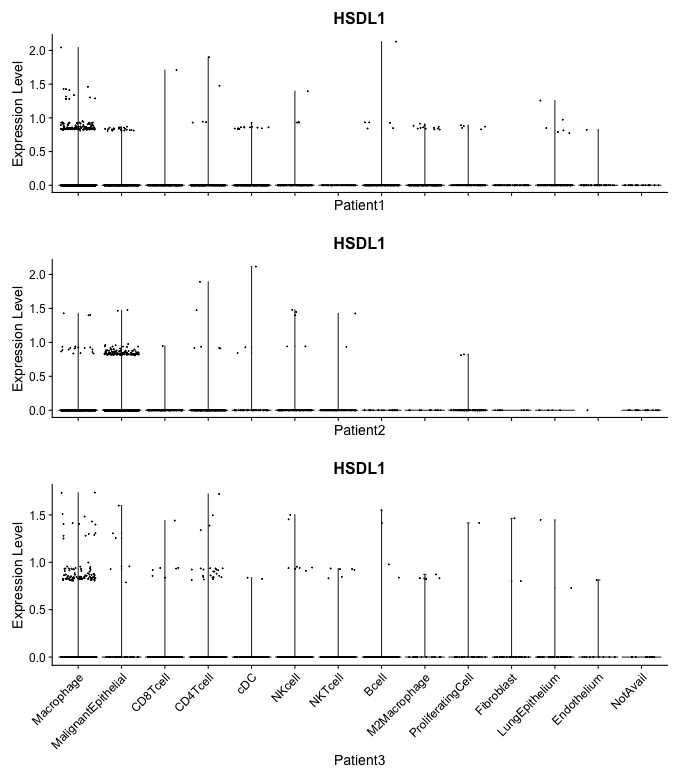 HSDL1
Expression Level
2.0
1.5
1.0
0.5
0.0
Patient1
HSDL1
Expression Level
2.0
1.5
1.0
0.5
0.0
Patient2
HSDL1
Expression Level
1.5
1.0
0.5
0.0
Macrophage
MalignantEpithelial
CD8Tcell
CD4Tcell
cDC
NKcell
NKTcell
Bcell
M2Macrophage
ProliferatingCell
Fibroblast
LungEpithelium
Endothelium
NotAvail
Patient3